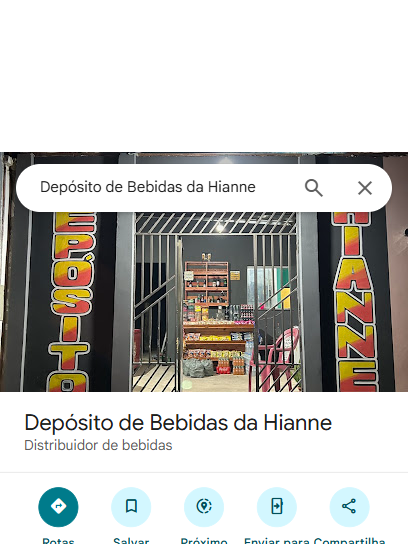 Depósito de Bebidas da Hianne
EPÓSITO
HIANNE
Depósito de Bebidas da Hianne
Distribuidor de bebidas
Rotas Salvar Próximo Enviar para Compartilha